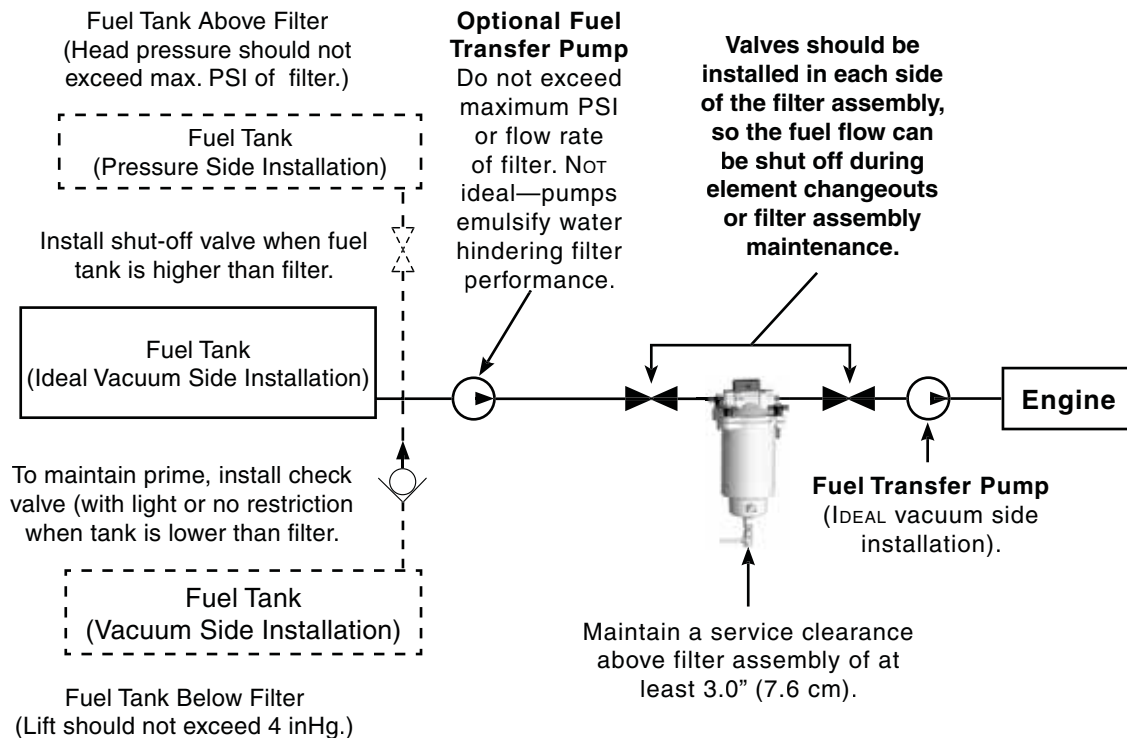 Fuel Tank Above Filter
(Head pressure should not
exceed max. PSI of filter.)
Fuel Tank
(Pressure Side Installation)
Install shut-off valve when fuel
tank is higher than filter.
Fuel Tank
(Ideal Vacuum Side Installation)
To maintain prime, install check
valve (with light or no restriction
when tank is lower than filter.
Fuel Tank
(Vacuum Side Installation)
Fuel Tank Below Filter
(Lift should not exceed 4 inHg.)
Optional Fuel
Transfer Pump
Do not exceed
maximum PSI
or flow rate
of filter. NOT
ideal—pumps
emulsify water
hindering filter
performance.
Valves should be
installed in each side
of the filter assembly,
so the fuel flow can
be shut off during
element changeouts
or filter assembly
maintenance.
Engine
Fuel Transfer Pump
(IDEAL vacuum side
installation).
Maintain a service clearance
above filter assembly of at
least 3.0” (7.6 cm).